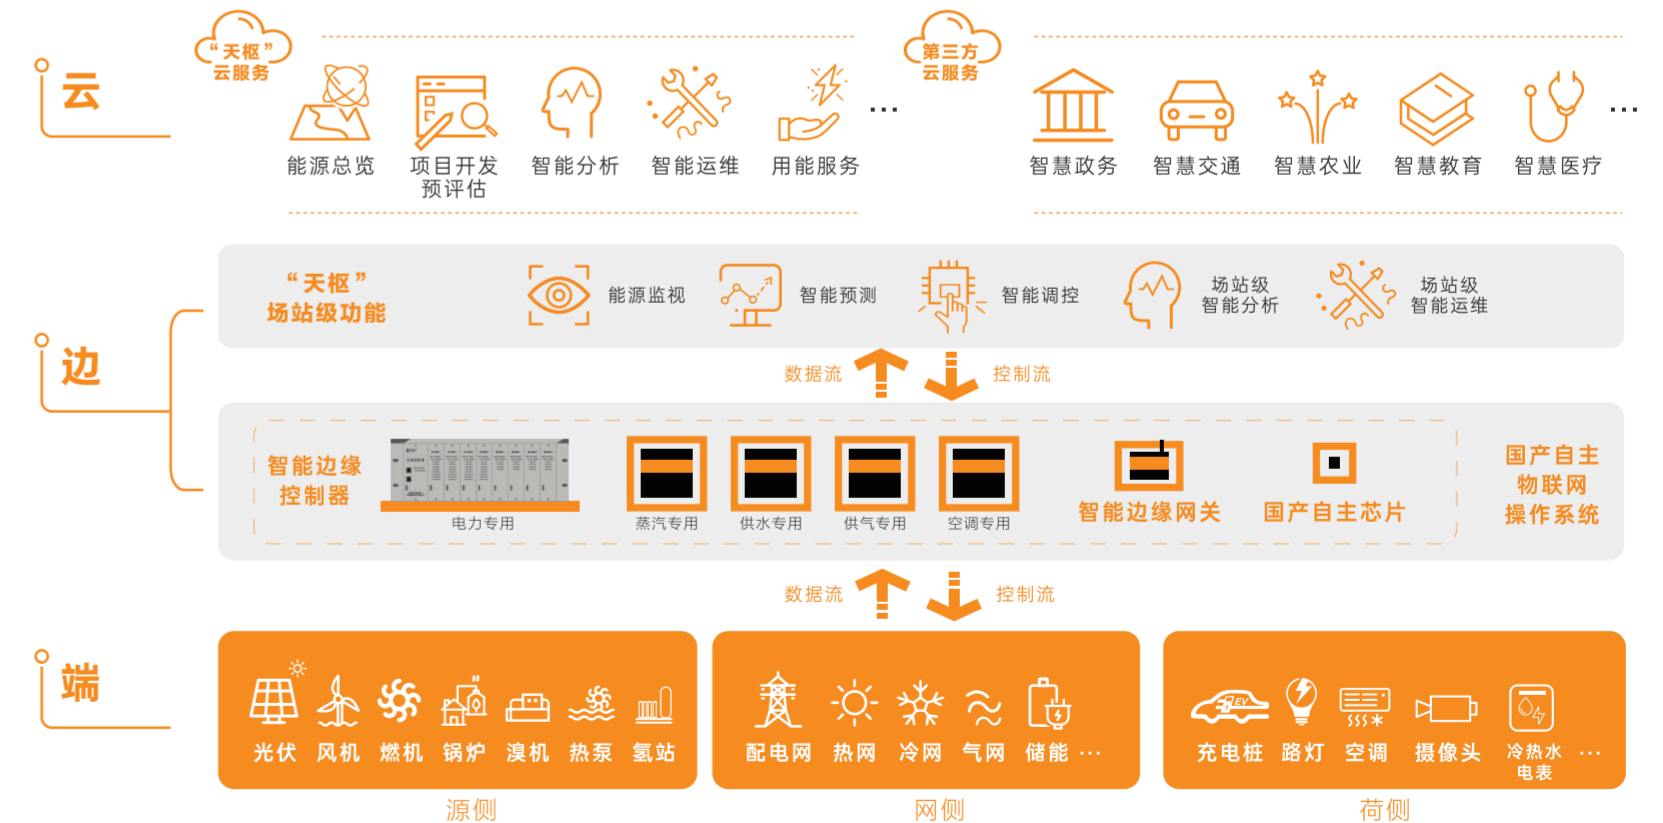 云
“天枢”
云服务
能源总览
项目开发
预评估
智能分析
智能运维
用能服务
...
第三方
云服务
智慧政务
智慧交通
智慧农业
智慧教育
智慧医疗
...
边
“天枢”
场站级功能
能源监视
智能预测
智能调控
场站级
智能分析
场站级
智能运维
数据流
控制流
智能边缘
控制器
电力专用
蒸汽专用
供水专用
供气专用
空调专用
智能边缘网关
国产自主芯片
国产自主
物联网
操作系统
数据流
控制流
端
光伏
风机
燃机
锅炉
溴机
热泵
氢站
源侧
配电网
热网
冷网
气网
储能
...
网侧
EV
充电桩
路灯
空调
摄像头
冷热水
电表
...
荷侧